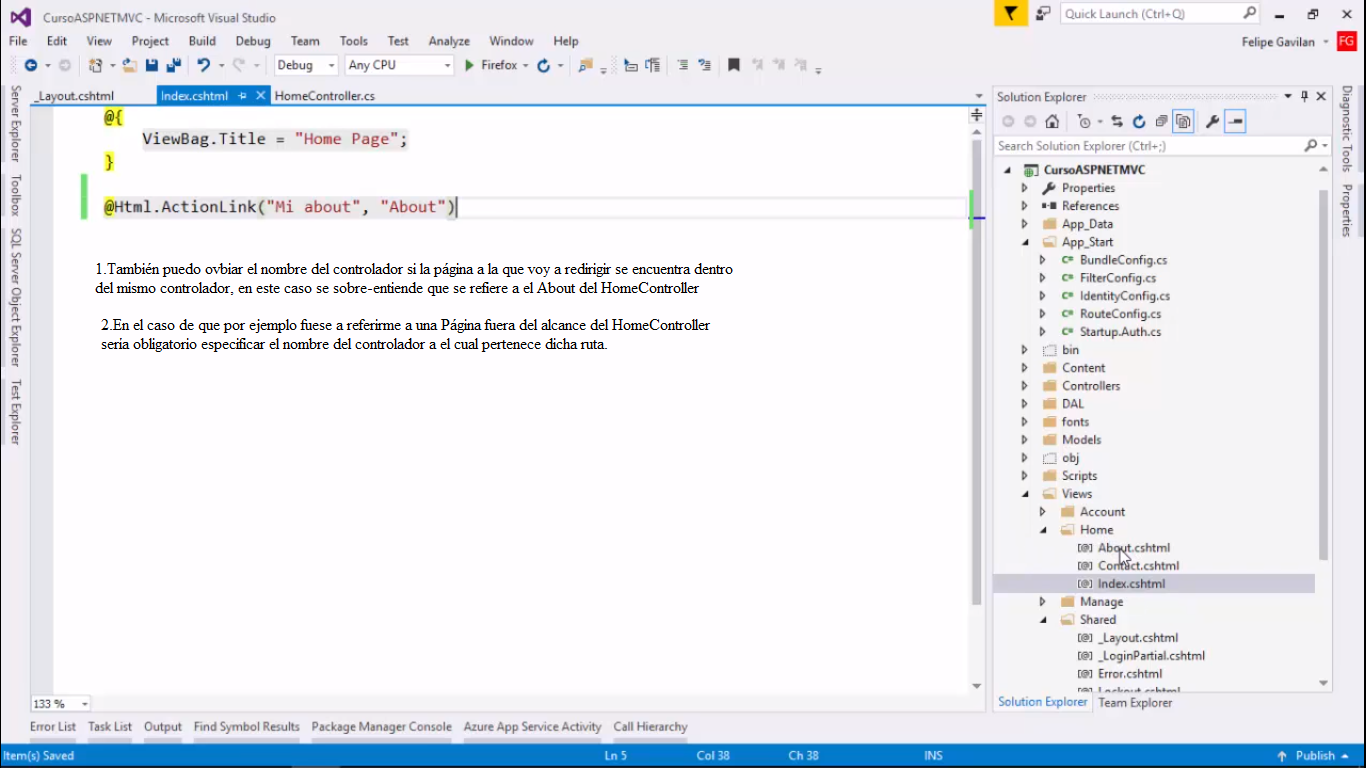 CursoASPNETMVC - Microsoft Visual Studio
Quick Launch (Ctrl+Q)
File Edit View Project Build Debug Team Tools Test Analyze Window Help
Felipe Gavilan FG
Debug Any CPU Firefox
_Layout.cshtml Index.cshtml HomeController.cs
@{
ViewBag.Title = "Home Page";
}
@Html.ActionLink("Mi about", "About")
1.También puedo ovbiar el nombre del controlador si la página a la que voy a redirigir se encuentra dentro
del mismo controlador, en este caso se sobre-entiende que se refiere a el About del HomeController
2.En el caso de que por ejemplo fuese a referirme a una Página fuera del alcance del HomeController
seria obligatorio especificar el nombre del controlador a el cual pertenece dicha ruta.
Server Explorer
Toolbox
SQL Server Object Explorer
Test Explorer
Solution Explorer
Search Solution Explorer (Ctrl+;)
CursoASPNETMVC
Properties
References
App_Data
App_Start
BundleConfig.cs
FilterConfig.cs
IdentityConfig.cs
RouteConfig.cs
Startup.Auth.cs
bin
Content
Controllers
DAL
fonts
Models
obj
Scripts
Views
Account
Home
About.cshtml
Contact.cshtml
Index.cshtml
Manage
Shared
_Layout.cshtml
_LoginPartial.cshtml
Error.cshtml
Lockout.cshtml
Solution Explorer Team Explorer
Diagnostic Tools
Properties
133 %
Error List Task List Output Find Symbol Results Package Manager Console Azure App Service Activity Call Hierarchy
Item(s) Saved Ln 5 Col 38 Ch 38 INS Publish